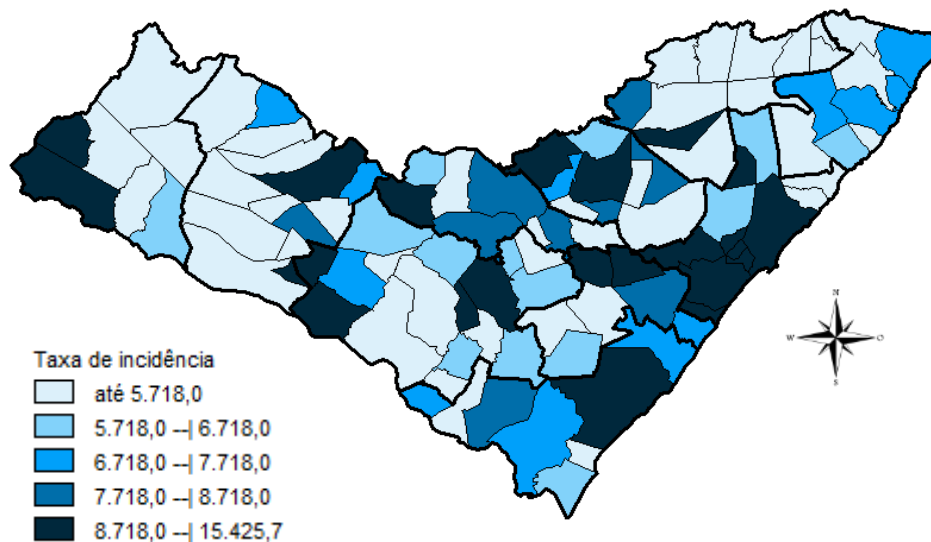 N
W O
S
Taxa de incidência
até 5.718,0
5.718,0 --| 6.718,0
6.718,0 --| 7.718,0
7.718,0 --| 8.718,0
8.718,0 --| 15.425,7